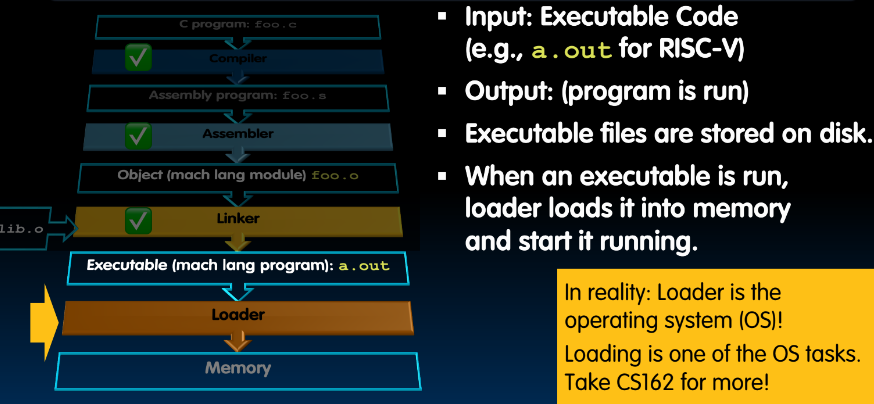 C program: foo.c
Compiler
Assembly program: foo.s
Assembler
Object (mach lang module) foo.o
Linker
lib.o
Executable (mach lang program): a.out
Loader
Memory
▪ Input: Executable Code
(e.g., a.out for RISC-V)
▪ Output: (program is run)
▪ Executable files are stored on disk.
▪ When an executable is run,
loader loads it into memory
and start it running.
In reality: Loader is the
operating system (OS)!
Loading is one of the OS tasks.
Take CS162 for more!